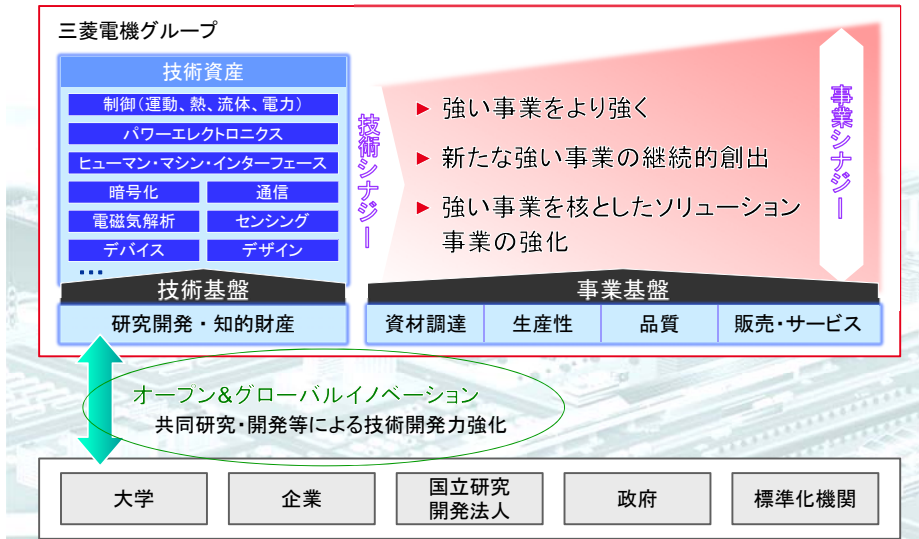 三菱電機グループ
技術資産
制御(運動、熱、流体、電力)
パワーエレクトロニクス
ヒューマン・マシン・インターフェース
暗号化
通信
電磁気解析
センシング
デバイス
デザイン
...
技術基盤
研究開発・知的財産
技術シナジー
▶ 強い事業をより強く
▶ 新たな強い事業の継続的創出
▶ 強い事業を核としたソリューション
事業の強化
事業シナジー
事業基盤
資材調達
生産性
品質
販売・サービス
オープン&グローバルイノベーション
共同研究・開発等による技術開発力強化
大学
企業
国立研究
開発法人
政府
標準化機関